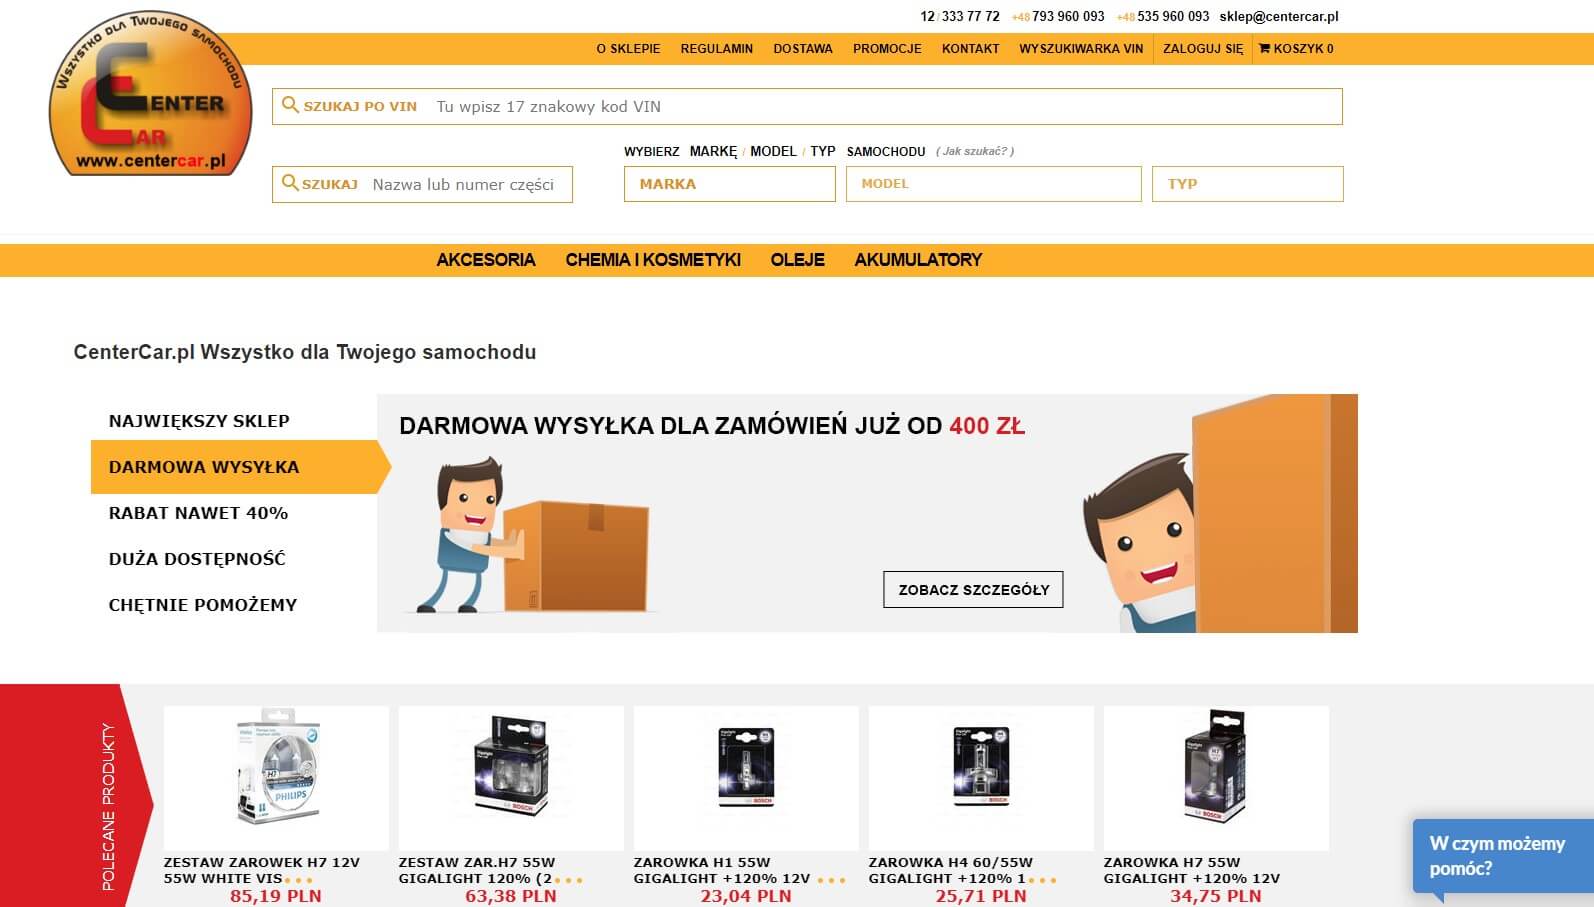 12/333 77 72 +48 793 960 093 +48 535 960 093 sklep@centercar.pl
O SKLEPIE REGULAMIN DOSTAWA PROMOCJE KONTAKT WYSZUKIWARKA VIN ZALOGUJ SIĘ KOSZYK 0
Wszystko dla Twojego samochodu
CENTER
CAR
www.centercar.pl
SZUKAJ PO VIN Tu wpisz 17 znakowy kod VIN
WYBIERZ MARKĘ / MODEL / TYP SAMOCHODU ( Jak szukać? )
SZUKAJ Nazwa lub numer części MARKA MODEL TYP
AKCESORIA CHEMIA I KOSMETYKI OLEJE AKUMULATORY
CenterCar.pl Wszystko dla Twojego samochodu
NAJWIĘKSZY SKLEP
DARMOWA WYSYŁKA
RABAT NAWET 40%
DUŻA DOSTĘPNOŚĆ
CHĘTNIE POMOŻEMY
DARMOWA WYSYŁKA DLA ZAMÓWIEŃ JUŻ OD 400 ZŁ
ZOBACZ SZCZEGÓŁY
POLECANE PRODUKTY
H7
PHILIPS
BOSCH
BOSCH
BOSCH
H7
BOSCH
ZESTAW ZAROWEK H7 12V
55W WHITE VIS...
85,19 PLN
ZESTAW ZAR.H7 55W
GIGALIGHT 120% (2...
63,38 PLN
ZAROWKA H1 55W
GIGALIGHT +120% 12V ...
23,04 PLN
ZAROWKA H4 60/55W
GIGALIGHT +120% 1...
25,71 PLN
ZAROWKA H7 55W
GIGALIGHT +120% 12V
34,75 PLN
W czym możemy
pomóc?